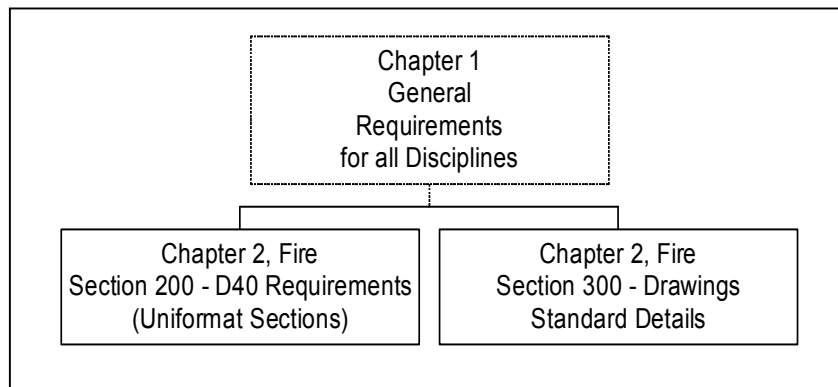 Chapter 1
General
Requirements
for all Disciplines
Chapter 2, Fire
Section 200 - D40 Requirements
(Uniformat Sections)
Chapter 2, Fire
Section 300 - Drawings
Standard Details